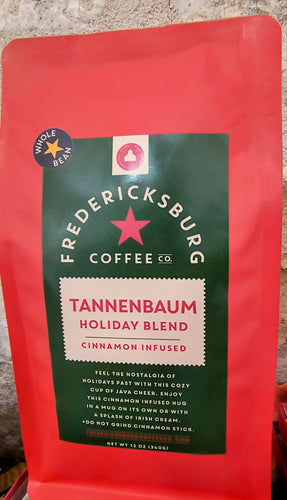 WHOLE
BEAN
FREDERICKSBURG
COFFEE CO.
TANNENBAUM
HOLIDAY BLEND
CINNAMON INFUSED
FEEL THE NOSTALGIA OF
HOLIDAYS PAST WITH THIS COZY
CUP OF JAVA CHEER. ENJOY
THIS CINNAMON INFUSED HUG
IN A MUG ON ITS OWN OR WITH
A SPLASH OF IRISH CREAM.
*DO NOT GRIND CINNAMON STICK.
NET WT 12 OZ (340G)